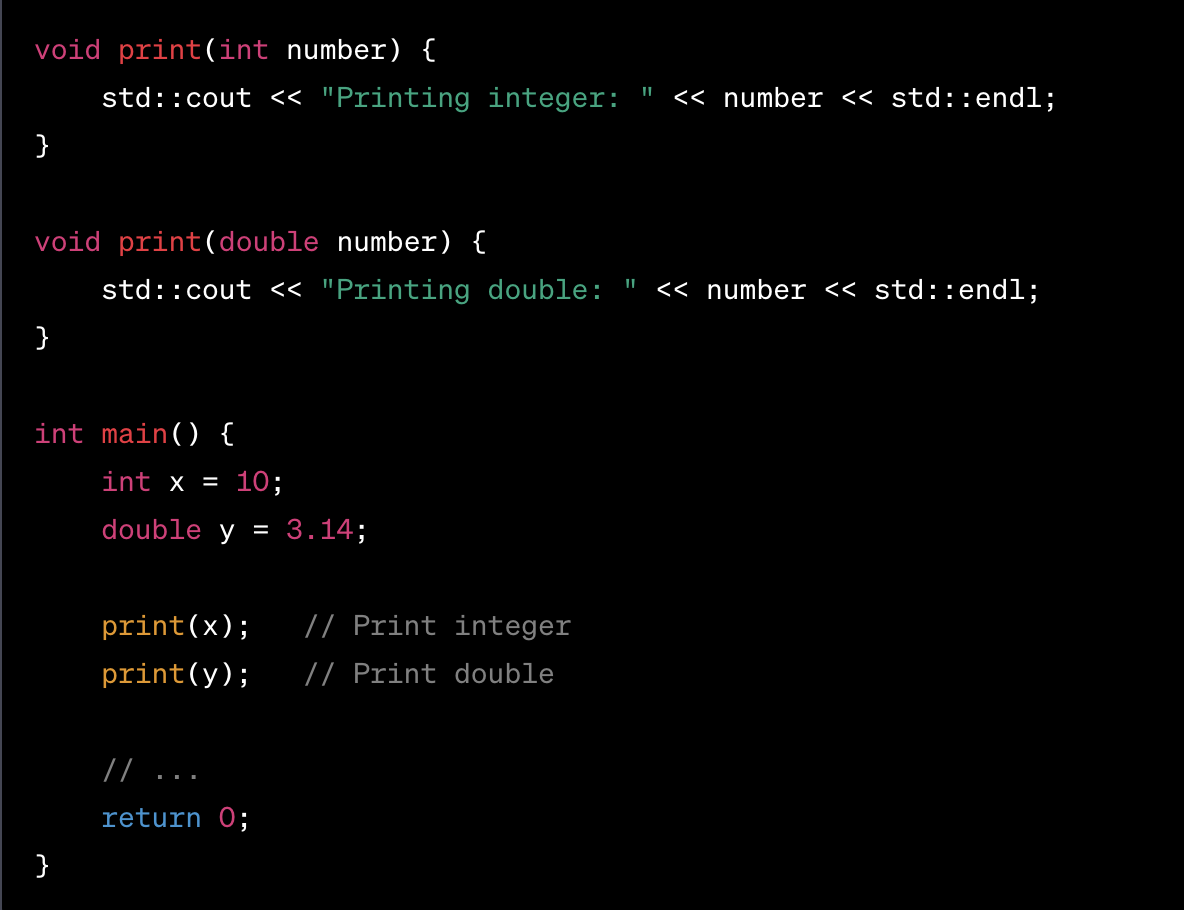 void print(int number) {
    std::cout << "Printing integer: " << number << std::endl;
}
void print(double number) {
    std::cout << "Printing double: " << number << std::endl;
}
int main() {
    int x = 10;
    double y = 3.14;
    print(x);   // Print integer
    print(y);   // Print double
    // ...
    return 0;
}